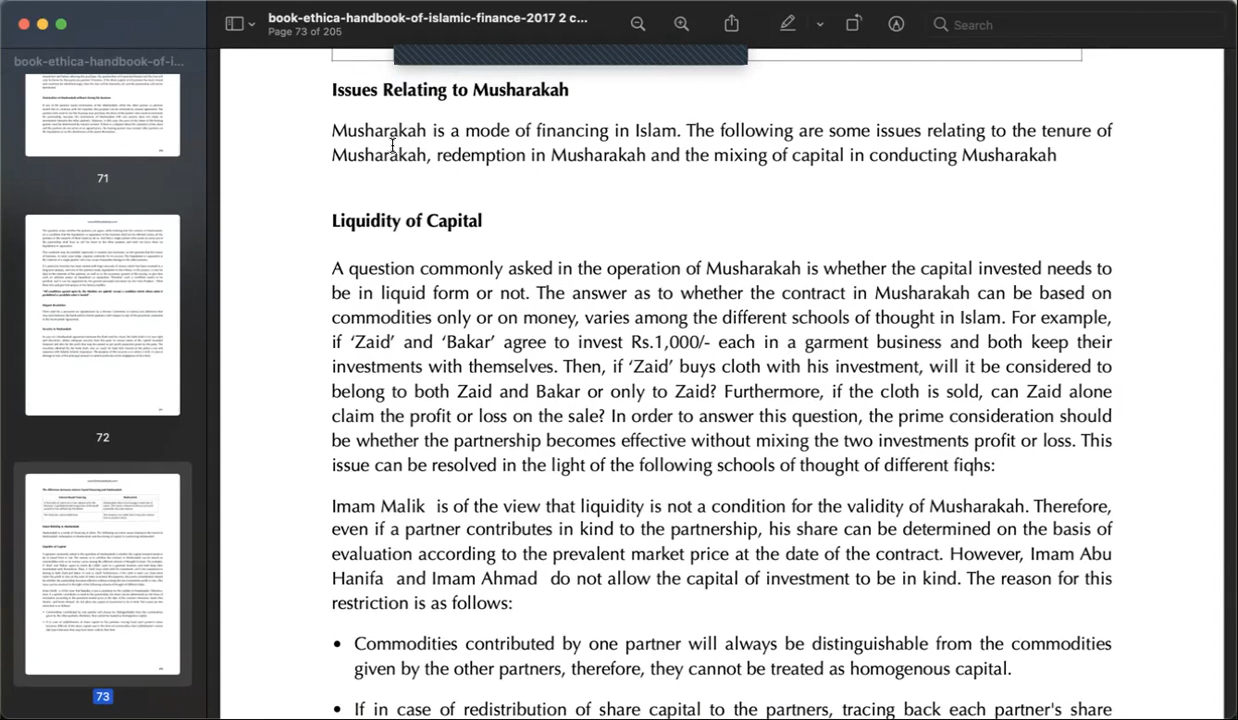 book-ethica-handbook-of-islamic-finance-2017 2 c...
Page 73 of 205
Search
book-ethica-handbook-of-i...
71
72
73
Issues Relating to Musharakah
Musharakah is a mode of financing in Islam. The following are some issues relating to the tenure of
Musharakah, redemption in Musharakah and the mixing of capital in conducting Musharakah
Liquidity of Capital
A question commonly asked in the operation of Musharakah is whether the capital invested needs to
be in liquid form or not. The answer as to whether the contract in Musharakah can be based on
commodities only or on money, varies among the different schools of thought in Islam. For example,
if ‘Zaid’ and ‘Bakar’ agree to invest Rs.1,000/- each in a garment business and both keep their
investments with themselves. Then, if ‘Zaid’ buys cloth with his investment, will it be considered to
belong to both Zaid and Bakar or only to Zaid? Furthermore, if the cloth is sold, can Zaid alone
claim the profit or loss on the sale? In order to answer this question, the prime consideration should
be whether the partnership becomes effective without mixing the two investments profit or loss. This
issue can be resolved in the light of the following schools of thought of different fiqhs:
Imam Malik is of the view that liquidity is not a condition for the validity of Musharakah. Therefore,
even if a partner contributes in kind to the partnership, his share can be determined on the basis of
evaluation according to the prevalent market price at the date of the contract. However, Imam Abu
Hanifa and Imam Ahmad do not allow the capital of investment to be in kind. The reason for this
restriction is as follows:
• Commodities contributed by one partner will always be distinguishable from the commodities
given by the other partners, therefore, they cannot be treated as homogenous capital.
• If in case of redistribution of share capital to the partners, tracing back each partner's share